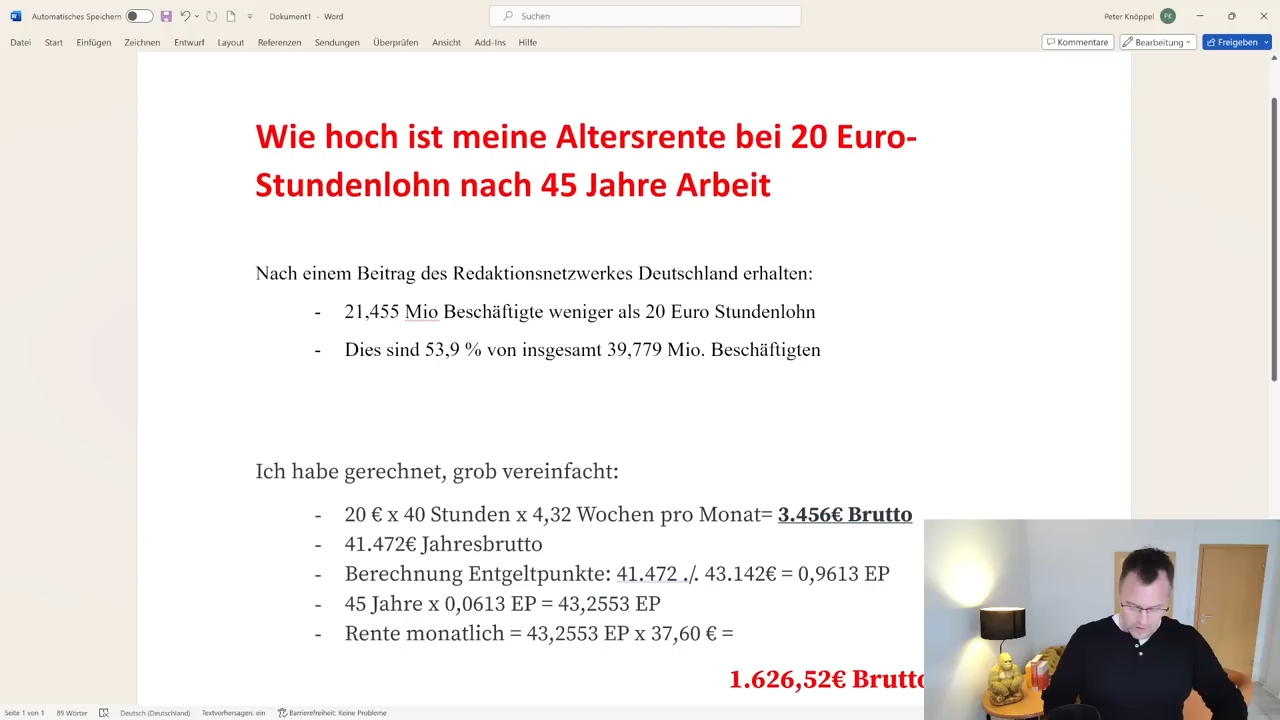 Automatisches Speichern
Dokument1 - Word
Suchen
Peter Knöppel
PK
Datei Start Einfügen Zeichnen Entwurf Layout Referenzen Sendungen Überprüfen Ansicht Add-Ins Hilfe
Kommentare
Bearbeitung
Freigeben
Wie hoch ist meine Altersrente bei 20 Euro-
Stundenlohn nach 45 Jahre Arbeit
Nach einem Beitrag des Redaktionsnetzwerkes Deutschland erhalten:
- 21,455 Mio Beschäftigte weniger als 20 Euro Stundenlohn
- Dies sind 53,9 % von insgesamt 39,779 Mio. Beschäftigten
Ich habe gerechnet, grob vereinfacht:
- 20 € x 40 Stunden x 4,32 Wochen pro Monat= 3.456€ Brutto
- 41.472€ Jahresbrutto
- Berechnung Entgeltpunkte: 41.472 ./. 43.142€ = 0,9613 EP
- 45 Jahre x 0,0613 EP = 43,2553 EP
- Rente monatlich = 43,2553 EP x 37,60 € =
1.626,52€ Brutto
Seite 1 von 1 89 Wörter Deutsch (Deutschland) Textvorhersagen: ein Barrierefreiheit: Keine Probleme